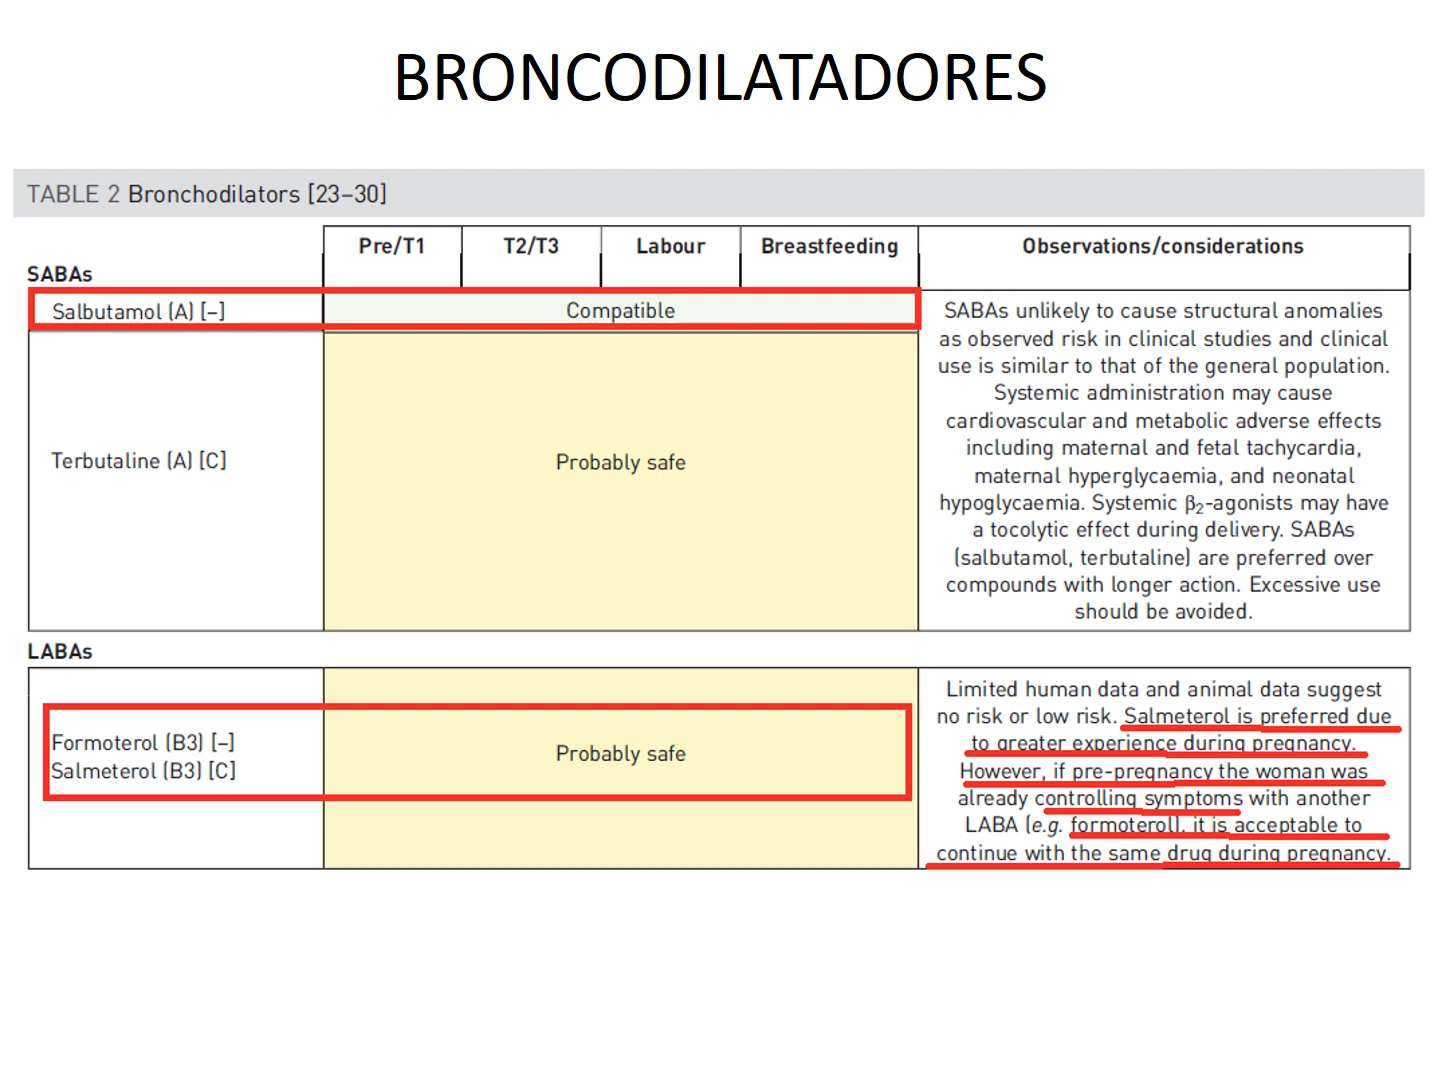 BRONCODILATADORES
TABLE 2 Bronchodilators [23–30]
Pre/T1 T2/T3 Labour Breastfeeding Observations/considerations
SABAs
Salbutamol (A) [–] Compatible
Terbutaline (A) [C] Probably safe
SABAs unlikely to cause structural anomalies
as observed risk in clinical studies and clinical
use is similar to that of the general population.
Systemic administration may cause
cardiovascular and metabolic adverse effects
including maternal and fetal tachycardia,
maternal hyperglycaemia, and neonatal
hypoglycaemia. Systemic β₂-agonists may have
a tocolytic effect during delivery. SABAs
(salbutamol, terbutaline) are preferred over
compounds with longer action. Excessive use
should be avoided.
LABAs
Formoterol (B3) [–]
Salmeterol (B3) [C]
Probably safe
Limited human data and animal data suggest
no risk or low risk. Salmeterol is preferred due
to greater experience during pregnancy.
However, if pre-pregnancy the woman was
already controlling symptoms with another
LABA (e.g. formoterol), it is acceptable to
continue with the same drug during pregnancy.